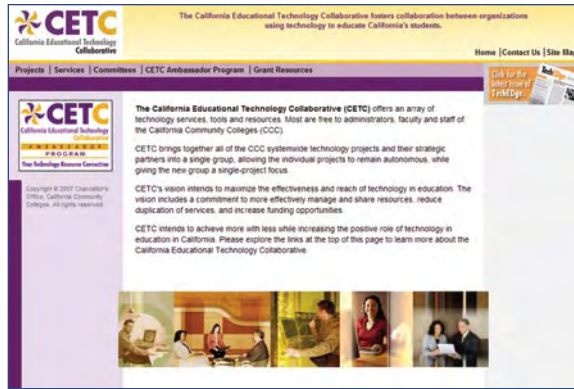 CETC
California Educational Technology
Collaborative
The California Educational Technology Collaborative fosters collaboration between organizations
using technology to educate California's students.
Home | Contact Us | Site Map
Projects | Services | Committees | CETC Ambassador Program | Grant Resources
Click for the
latest issue of
TechEdge.
TechEdge
CETC
California Educational Technology
Collaborative
AMBASSADOR
PROGRAM
Your Technology Resource Connection
Copyright © 2007 Chancellor's
Office, California Community
Colleges. All rights reserved.
The California Educational Technology Collaborative (CETC) offers an array of
technology services, tools and resources. Most are free to administrators, faculty and staff of
the California Community Colleges (CCC).
CETC brings together all of the CCC systemwide technology projects and their strategic
partners into a single group, allowing the individual projects to remain autonomous, while
giving the new group a single-project focus.
CETC's vision intends to maximize the effectiveness and reach of technology in education. The
vision includes a commitment to more effectively manage and share resources, reduce
duplication of services, and increase funding opportunities.
CETC intends to achieve more with less while increasing the positive role of technology in
education in California. Please explore the links at the top of this page to learn more about the
California Educational Technology Collaborative.